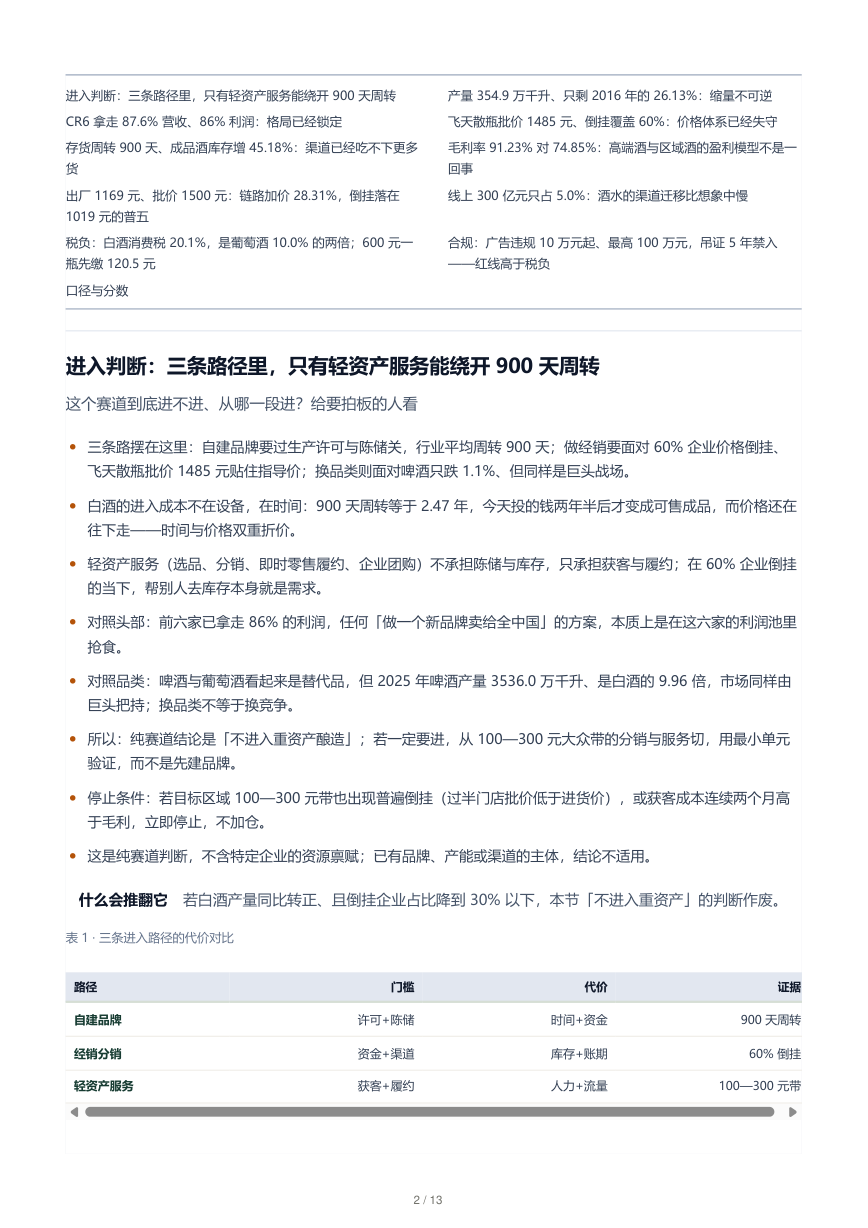 进入判断：三条路径里，只有轻资产服务能绕开 900 天周转
产量 354.9 万千升、只剩 2016 年的 26.13%：缩量不可逆
CR6 拿走 87.6% 营收、86% 利润：格局已经锁定
飞天散瓶批价 1485 元、倒挂覆盖 60%：价格体系已经失守
存货周转 900 天、成品酒库存增 45.18%：渠道已经吃不下更多
货
毛利率 91.23% 对 74.85%：高端酒与区域酒的盈利模型不是一
回事
出厂 1169 元、批价 1500 元：链路加价 28.31%，倒挂落在
1019 元的普五
线上 300 亿元只占 5.0%：酒水的渠道迁移比想象中慢
税负：白酒消费税 20.1%，是葡萄酒 10.0% 的两倍；600 元一
瓶先缴 120.5 元
合规：广告违规 10 万元起、最高 100 万元，吊证 5 年禁入
——红线高于税负
口径与分数
进入判断：三条路径里，只有轻资产服务能绕开 900 天周转
这个赛道到底进不进、从哪一段进？给要拍板的人看
• 三条路摆在这里：自建品牌要过生产许可与陈储关，行业平均周转 900 天；做经销要面对 60% 企业价格倒挂、
飞天散瓶批价 1485 元贴住指导价；换品类则面对啤酒只跌 1.1%、但同样是巨头战场。
• 白酒的进入成本不在设备，在时间：900 天周转等于 2.47 年，今天投的钱两年半后才变成可售成品，而价格还在
往下走——时间与价格双重折价。
• 轻资产服务（选品、分销、即时零售履约、企业团购）不承担陈储与库存，只承担获客与履约；在 60% 企业倒挂
的当下，帮别人去库存本身就是需求。
• 对照头部：前六家已拿走 86% 的利润，任何「做一个新品牌卖给全中国」的方案，本质上是在这六家的利润池里
抢食。
• 对照品类：啤酒与葡萄酒看起来是替代品，但 2025 年啤酒产量 3536.0 万千升、是白酒的 9.96 倍，市场同样由
巨头把持；换品类不等于换竞争。
• 所以：纯赛道结论是「不进入重资产酿造」；若一定要进，从 100—300 元大众带的分销与服务切，用最小单元
验证，而不是先建品牌。
• 停止条件：若目标区域 100—300 元带也出现普遍倒挂（过半门店批价低于进货价），或获客成本连续两个月高
于毛利，立即停止，不加仓。
• 这是纯赛道判断，不含特定企业的资源禀赋；已有品牌、产能或渠道的主体，结论不适用。
什么会推翻它 若白酒产量同比转正、且倒挂企业占比降到 30% 以下，本节「不进入重资产」的判断作废。
表 1 · 三条进入路径的代价对比
路径 门槛 代价 证据
自建品牌 许可+陈储 时间+资金 900 天周转
经销分销 资金+渠道 库存+账期 60% 倒挂
轻资产服务 获客+履约 人力+流量 100—300 元带
2 / 13